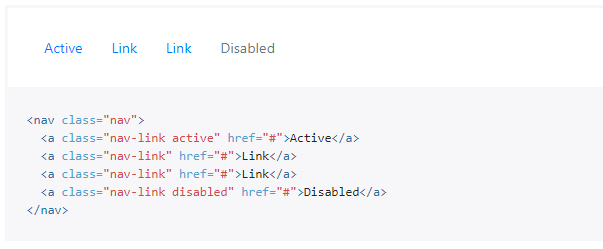 Active Link Link Disabled
<nav class="nav">
  <a class="nav-link active" href="#">Active</a>
  <a class="nav-link" href="#">Link</a>
  <a class="nav-link" href="#">Link</a>
  <a class="nav-link disabled" href="#">Disabled</a>
</nav>